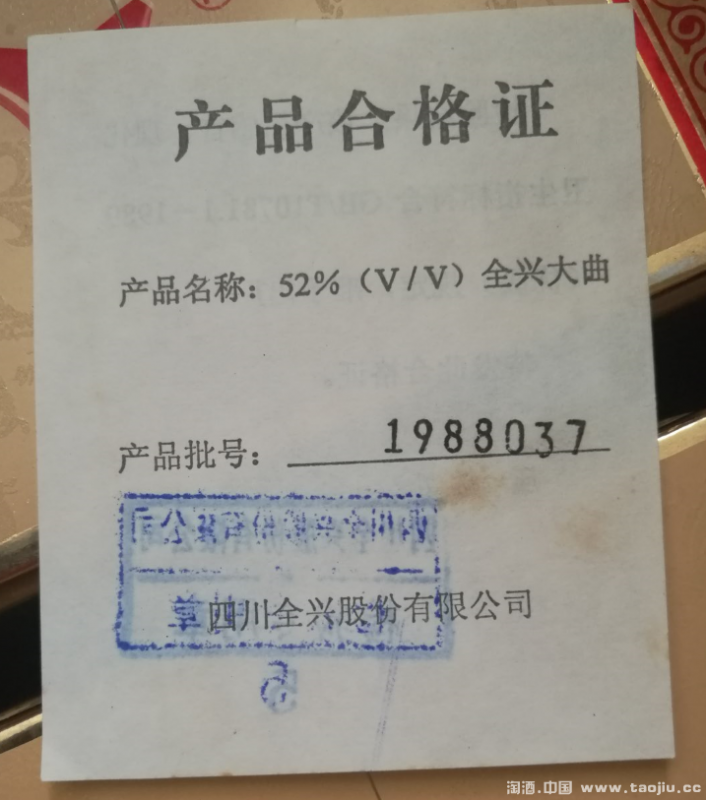 产品合格证
产品名称：52％（V/V）全兴大曲
产品批号：1988037
四川全兴股份有限公司
淘酒.中国 www.taojiu.cc